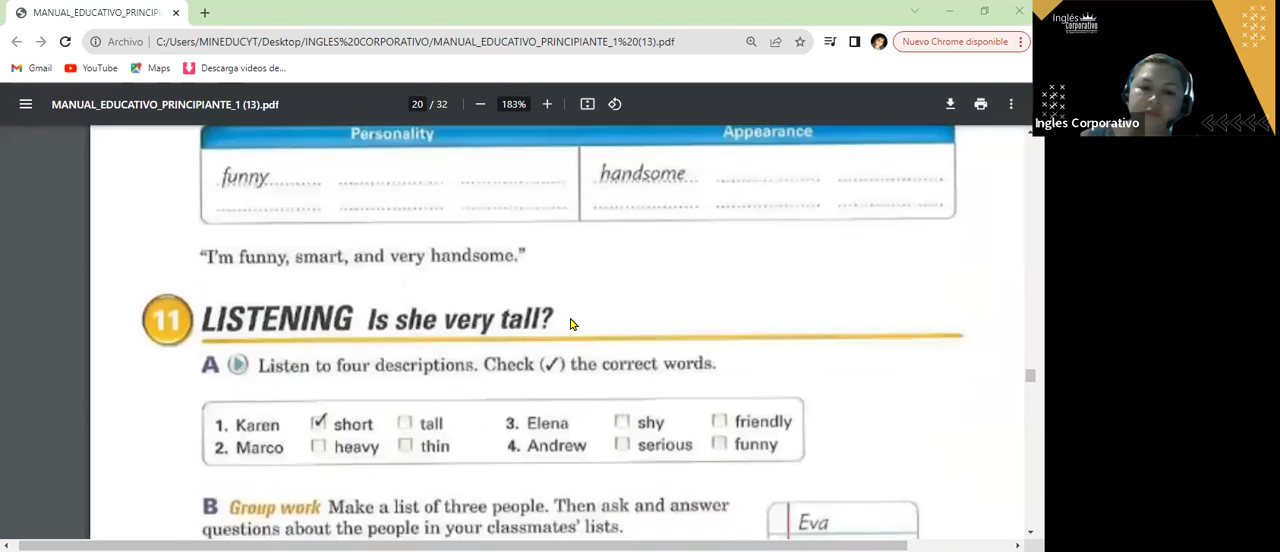 MANUAL_EDUCATIVO_PRINCIPI
Archivo C:/Users/MINEDUCYT/Desktop/INGLES%20CORPORATIVO/MANUAL_EDUCATIVO_PRINCIPIANTE_1%20(13).pdf
Nuevo Chrome disponible
Gmail YouTube Maps Descarga videos de...
MANUAL_EDUCATIVO_PRINCIPIANTE_1 (13).pdf
20 / 32
183%
Inglés
Corporativo
Ingles Corporativo
Personality Appearance
funny handsome
"I'm funny, smart, and very handsome."
11 LISTENING Is she very tall?
A Listen to four descriptions. Check (✓) the correct words.
1. Karen ✓ short tall 3. Elena shy friendly
2. Marco heavy thin 4. Andrew serious funny
B Group work Make a list of three people. Then ask and answer
questions about the people in your classmates' lists.
Eva